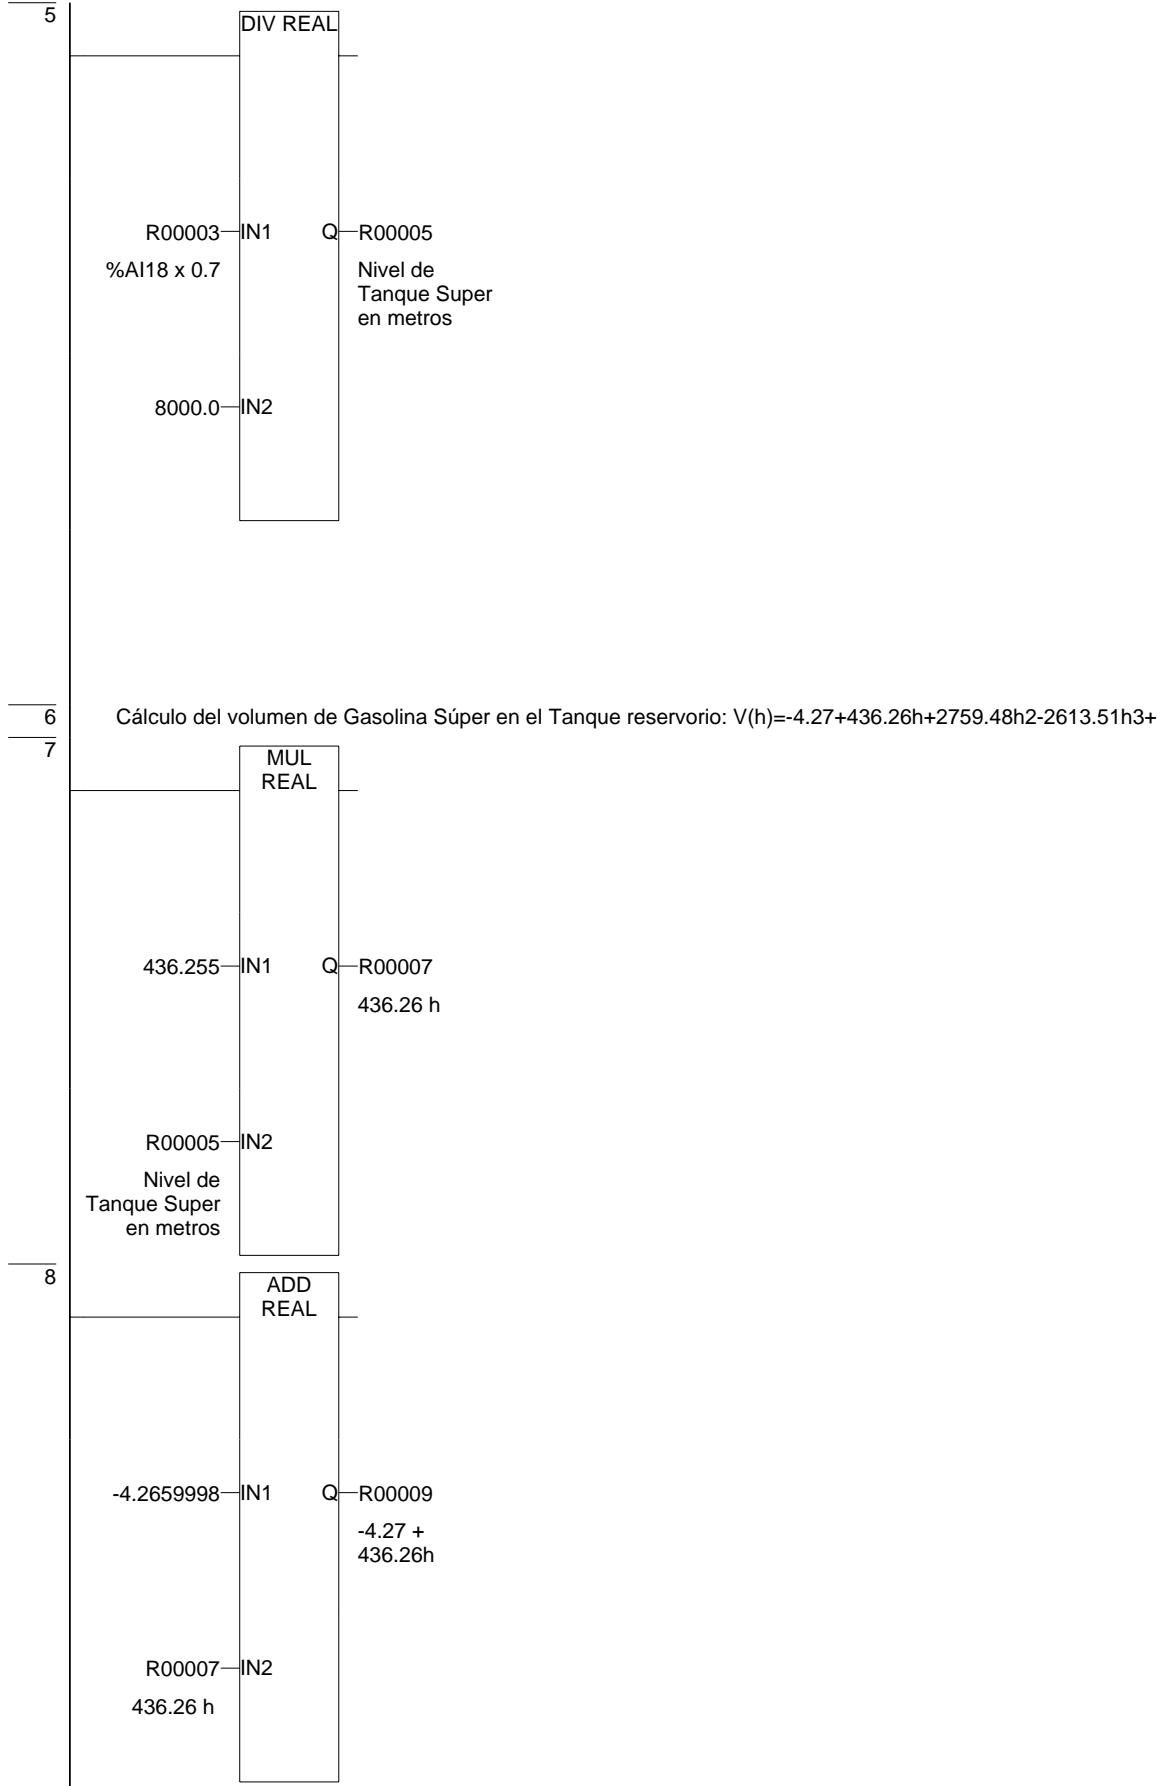 5
DIV REAL
R00003 IN1 Q R00005
%AI18 x 0.7
Nivel de
Tanque Super
en metros
8000.0 IN2
6
Cálculo del volumen de Gasolina Súper en el Tanque reservorio: V(h)=-4.27+436.26h+2759.48h2-2613.51h3+
7
MUL
REAL
436.255 IN1 Q R00007
436.26 h
R00005 IN2
Nivel de
Tanque Super
en metros
8
ADD
REAL
-4.2659998 IN1 Q R00009
-4.27 +
436.26h
R00007 IN2
436.26 h